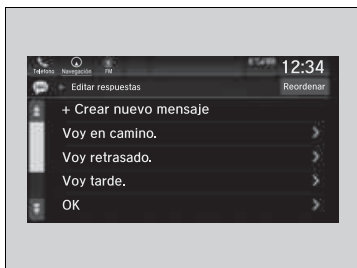 12:34
Teléfono Navegación FM
Editar respuestas Reordenar
+ Crear nuevo mensaje
Voy en camino.
Voy retrasado.
Voy tarde.
OK